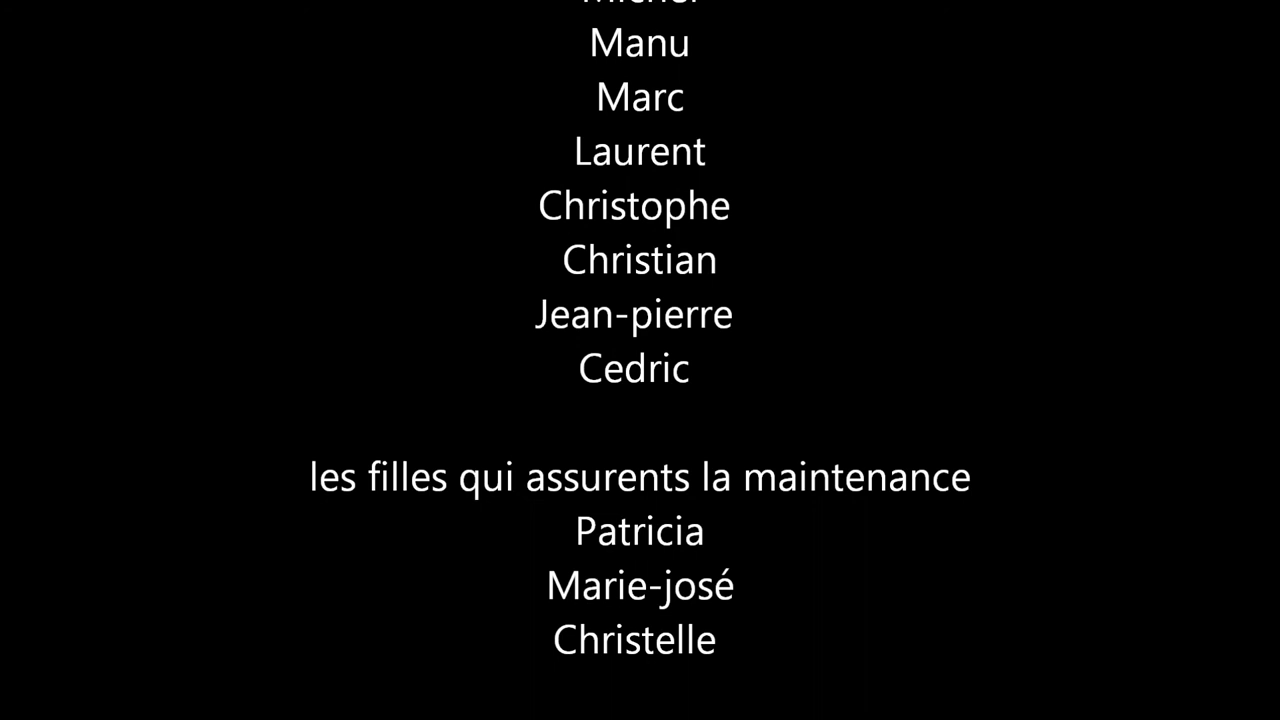 Manu
Marc
Laurent
Christophe
Christian
Jean-pierre
Cedric
les filles qui assurents la maintenance
Patricia
Marie-josé
Christelle